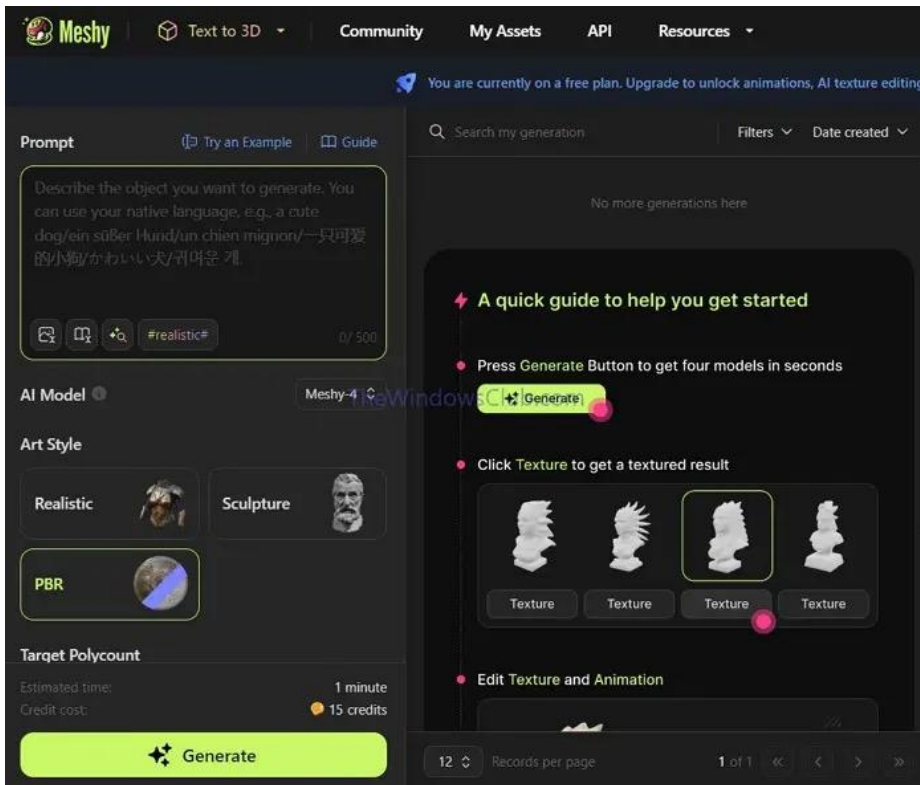 Meshy
Text to 3D
Community
My Assets
API
Resources
You are currently on a free plan. Upgrade to unlock animations, AI texture editing
Prompt
Try an Example
Guide
Describe the object you want to generate. You
can use your native language, e.g., a cute
dog/ein süßer Hund/un chien mignon/一只可爱
的小狗/かわいい犬/귀여운 개.
#realistic#
0/ 500
AI Model
Meshy-4
Art Style
Realistic
Sculpture
PBR
Target Polycount
Estimated time:
1 minute
Credit cost:
15 credits
Generate
Search my generation
Filters
Date created
No more generations here
A quick guide to help you get started
Press Generate Button to get four models in seconds
Generate
TheWindowsClub.com
Click Texture to get a textured result
Texture
Texture
Texture
Texture
Edit Texture and Animation
12
Records per page
1 of 1